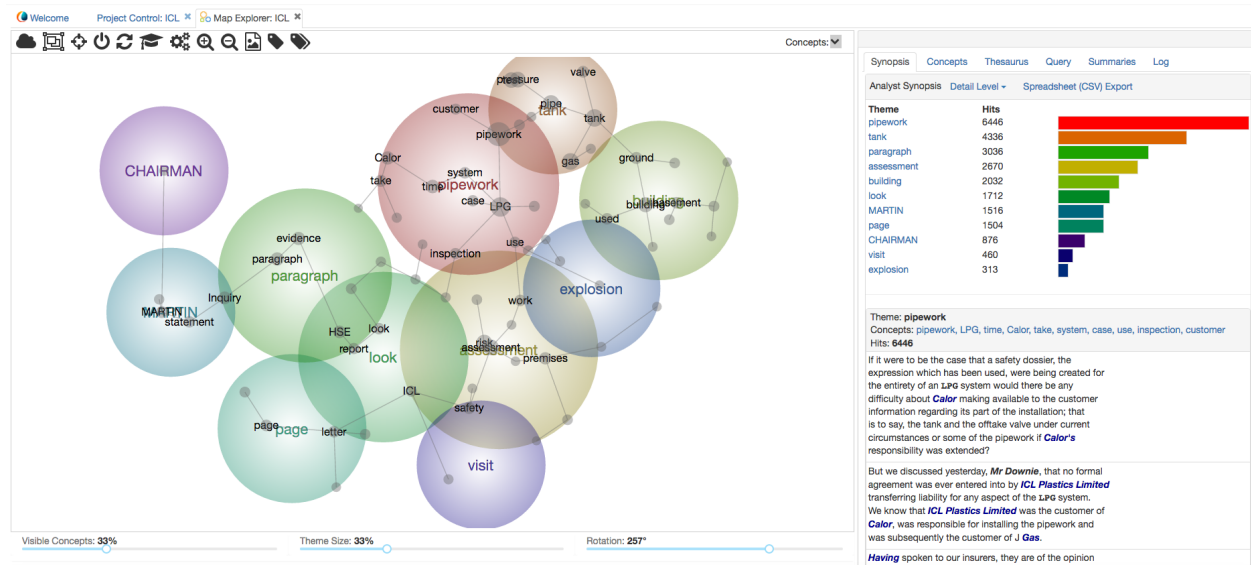 Welcome
Project Control: ICL ×
Map Explorer: ICL ×
Concepts:
CHAIRMAN
pressure
valve
pipe
tank
customer
tank
pipework
Calor
gas
ground
system
take
time
pipework
case
LPG
building
building
used
evidence
use
inspection
paragraph
paragraph
explosion
Inquiry
work
MARTIN
MARTIN
statement
HSE
look
risk
report
look
assessment
assessment
premises
ICL
safety
page
page
letter
visit
Visible Concepts: 33%
Theme Size: 33%
Rotation: 257°
Synopsis Concepts Thesaurus Query Summaries Log
Analyst Synopsis Detail Level Spreadsheet (CSV) Export
Theme Hits
pipework 6446
tank 4336
paragraph 3036
assessment 2670
building 2032
look 1712
MARTIN 1516
page 1504
CHAIRMAN 876
visit 460
explosion 313
Theme: pipework
Concepts: pipework, LPG, time, Calor, take, system, case, use, inspection, customer
Hits: 6446
If it were to be the case that a safety dossier, the
expression which has been used, were being created for
the entirety of an LPG system would there be any
difficulty about Calor making available to the customer
information regarding its part of the installation; that
is to say, the tank and the offtake valve under current
circumstances or some of the pipework if Calor's
responsibility was extended?
But we discussed yesterday, Mr Downie, that no formal
agreement was ever entered into by ICL Plastics Limited
transferring liability for any aspect of the LPG system.
We know that ICL Plastics Limited was the customer of
Calor, was responsible for installing the pipework and
was subsequently the customer of J Gas.
Having spoken to our insurers, they are of the opinion